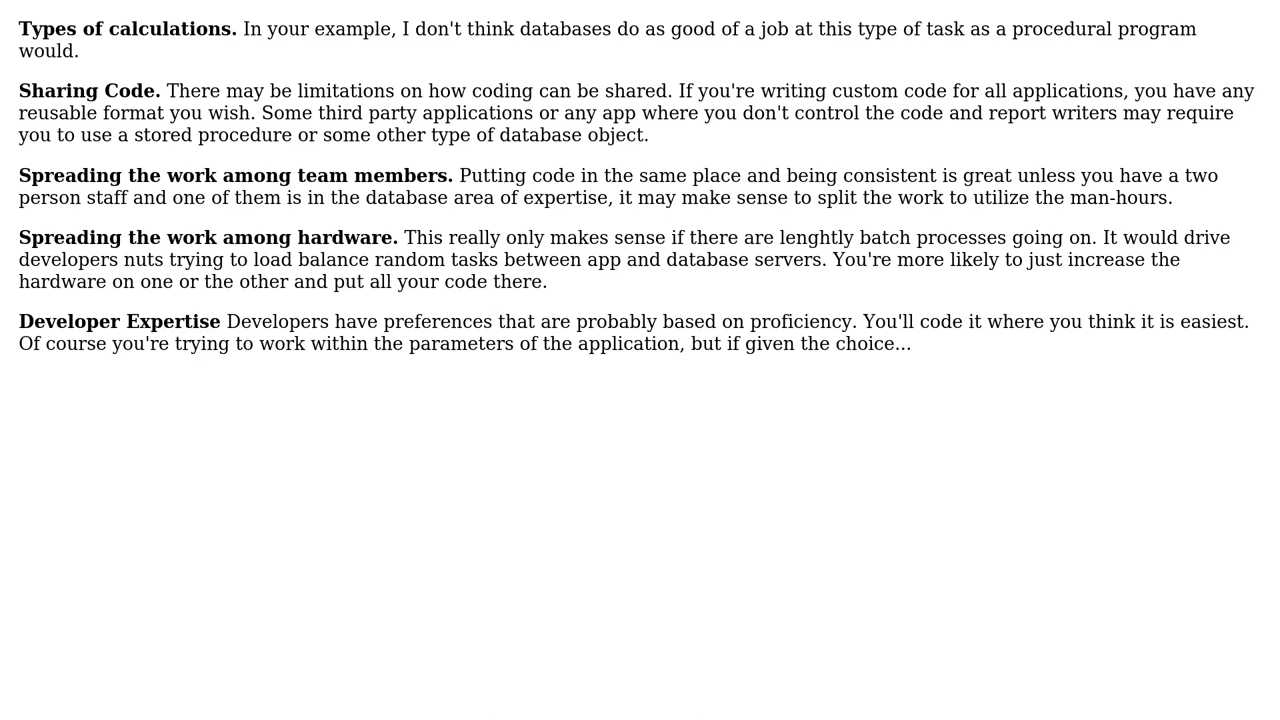 Types of calculations. In your example, I don't think databases do as good of a job at this type of task as a procedural program
would.
Sharing Code. There may be limitations on how coding can be shared. If you're writing custom code for all applications, you have any
reusable format you wish. Some third party applications or any app where you don't control the code and report writers may require
you to use a stored procedure or some other type of database object.
Spreading the work among team members. Putting code in the same place and being consistent is great unless you have a two
person staff and one of them is in the database area of expertise, it may make sense to split the work to utilize the man-hours.
Spreading the work among hardware. This really only makes sense if there are lenghtly batch processes going on. It would drive
developers nuts trying to load balance random tasks between app and database servers. You're more likely to just increase the
hardware on one or the other and put all your code there.
Developer Expertise Developers have preferences that are probably based on proficiency. You'll code it where you think it is easiest.
Of course you're trying to work within the parameters of the application, but if given the choice...